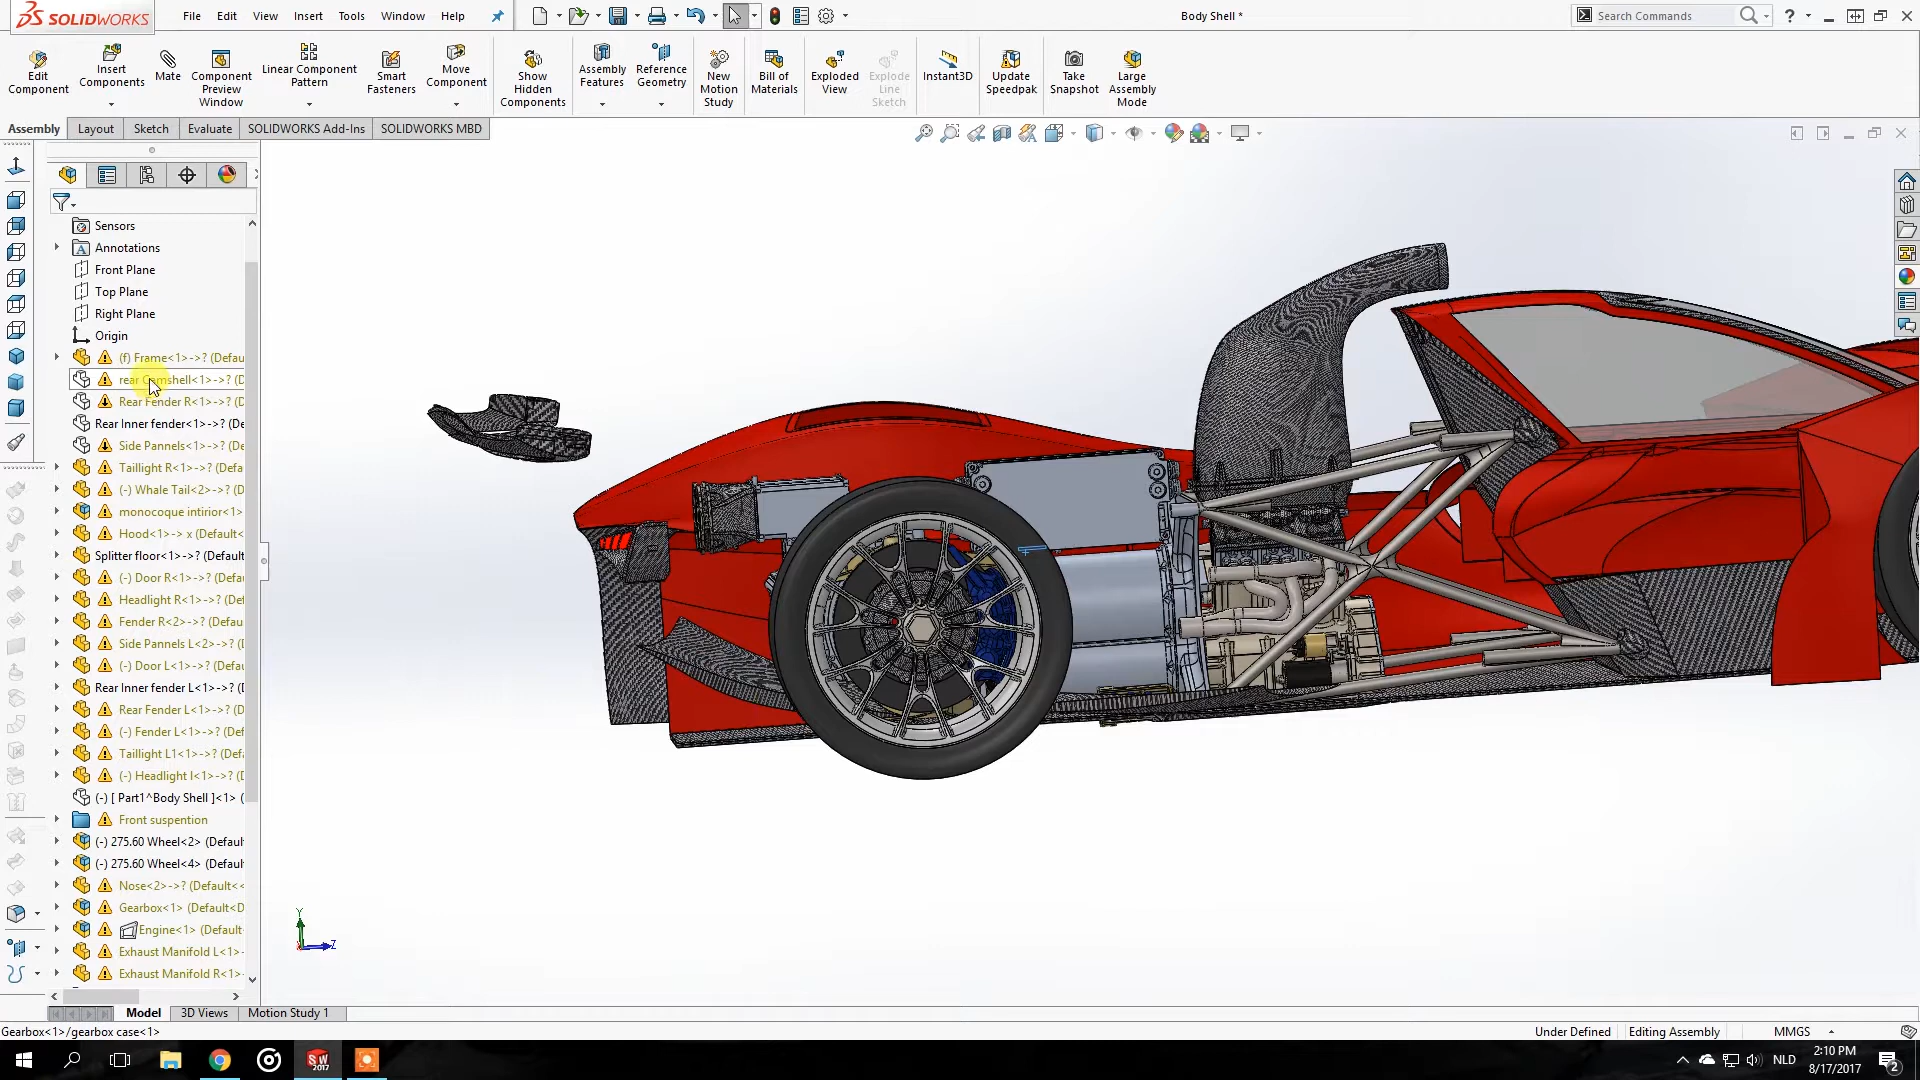 SOLIDWORKS
File Edit View Insert Tools Window Help
Body Shell *
Search Commands
Edit Component
Insert Components
Mate
Component Preview Window
Linear Component Pattern
Smart Fasteners
Move Component
Show Hidden Components
Assembly Features
Reference Geometry
New Motion Study
Bill of Materials
Exploded View
Explode Line Sketch
Instant3D
Update Speedpak
Take Snapshot
Large Assembly Mode
Assembly Layout Sketch Evaluate SOLIDWORKS Add-Ins SOLIDWORKS MBD
Sensors
Annotations
Front Plane
Top Plane
Right Plane
Origin
(f) Frame<1>->? (Defau
rear Camshell<1>->? (D
Rear Fender R<1>->? (D
Rear Inner fender<1>->? (De
Side Pannels<1>->? (De
Taillight R<1>->? (Defa
(-) Whale Tail<2>->? (D
monocoque intirior<1>
Hood<1>-> x (Default<
Splitter floor<1>->? (Default
(-) Door R<1>->? (Defa
Headlight R<1>->? (Def
Fender R<2>->? (Defau
Side Pannels L<2>->? (D
(-) Door L<1>->? (Defau
Rear Inner fender L<1>->? (D
Rear Fender L<1>->? (D
(-) Fender L<1>->? (Def
Taillight L1<1>->? (Def
(-) Headlight l<1>->? (D
(-) [ Part1^Body Shell ]<1> (
Front suspention
(-) 275.60 Wheel<2> (Defaul
(-) 275.60 Wheel<4> (Defaul
Nose<2>->? (Default<<
Gearbox<1> (Default<D
Engine<1> (Default
Exhaust Manifold L<1>-
Exhaust Manifold R<1>-
Y
Z
Model 3D Views Motion Study 1
Gearbox<1>/gearbox case<1>
Under Defined Editing Assembly MMGS
SW
2017
NLD
2:10 PM
8/17/2017
2